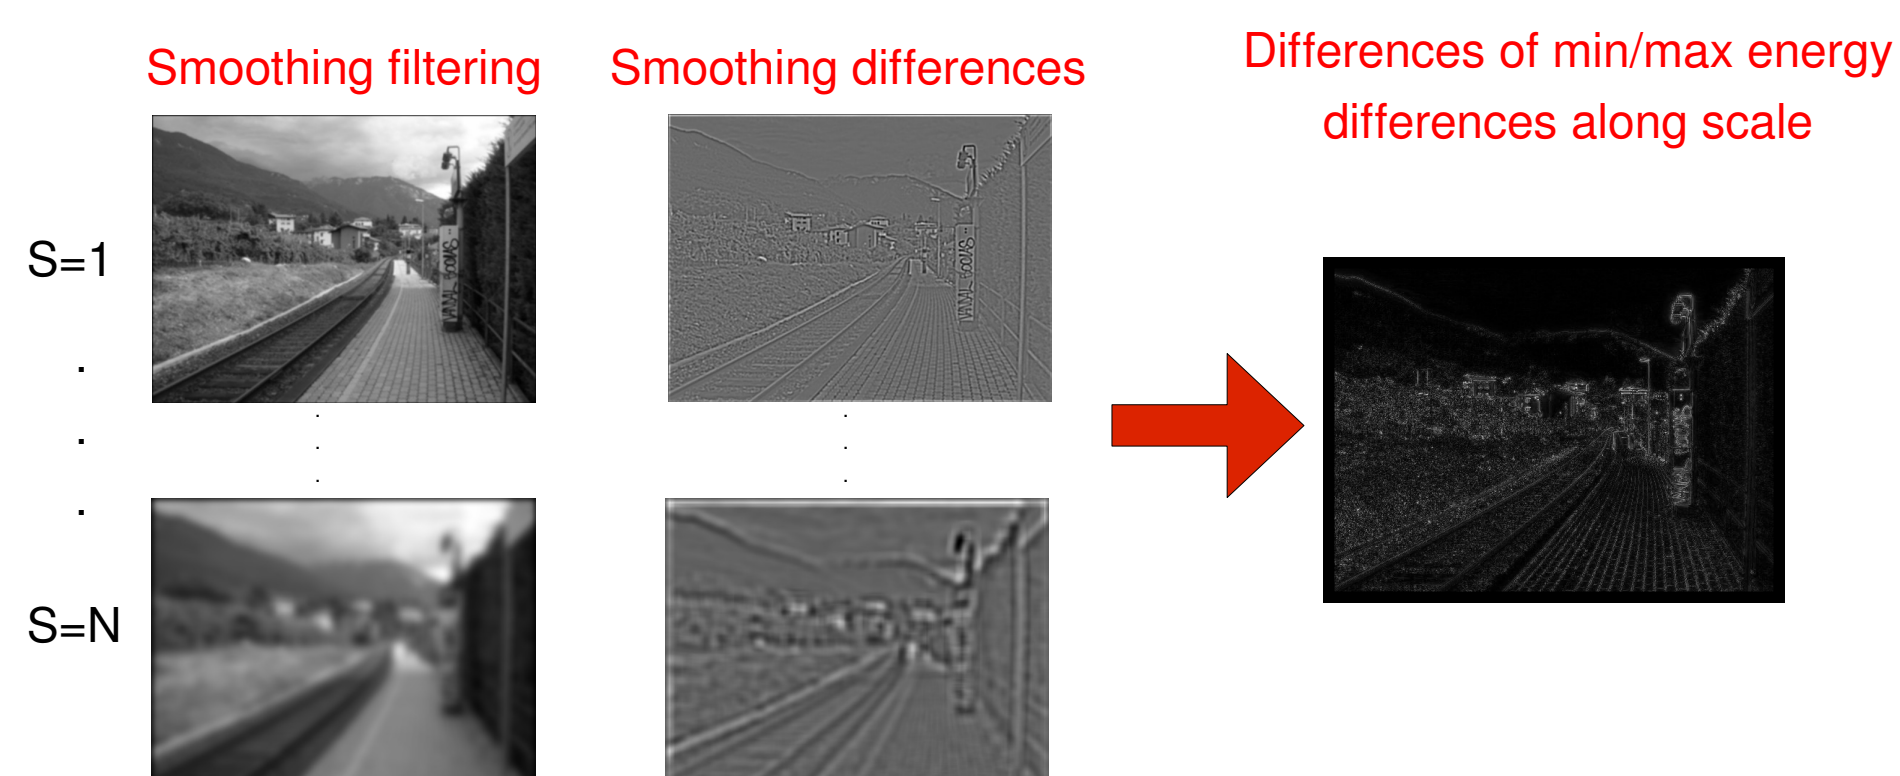 Smoothing filtering
Smoothing differences
Differences of min/max energy
differences along scale
S=1
.
.
.
.
.
.
.
.
.
S=N